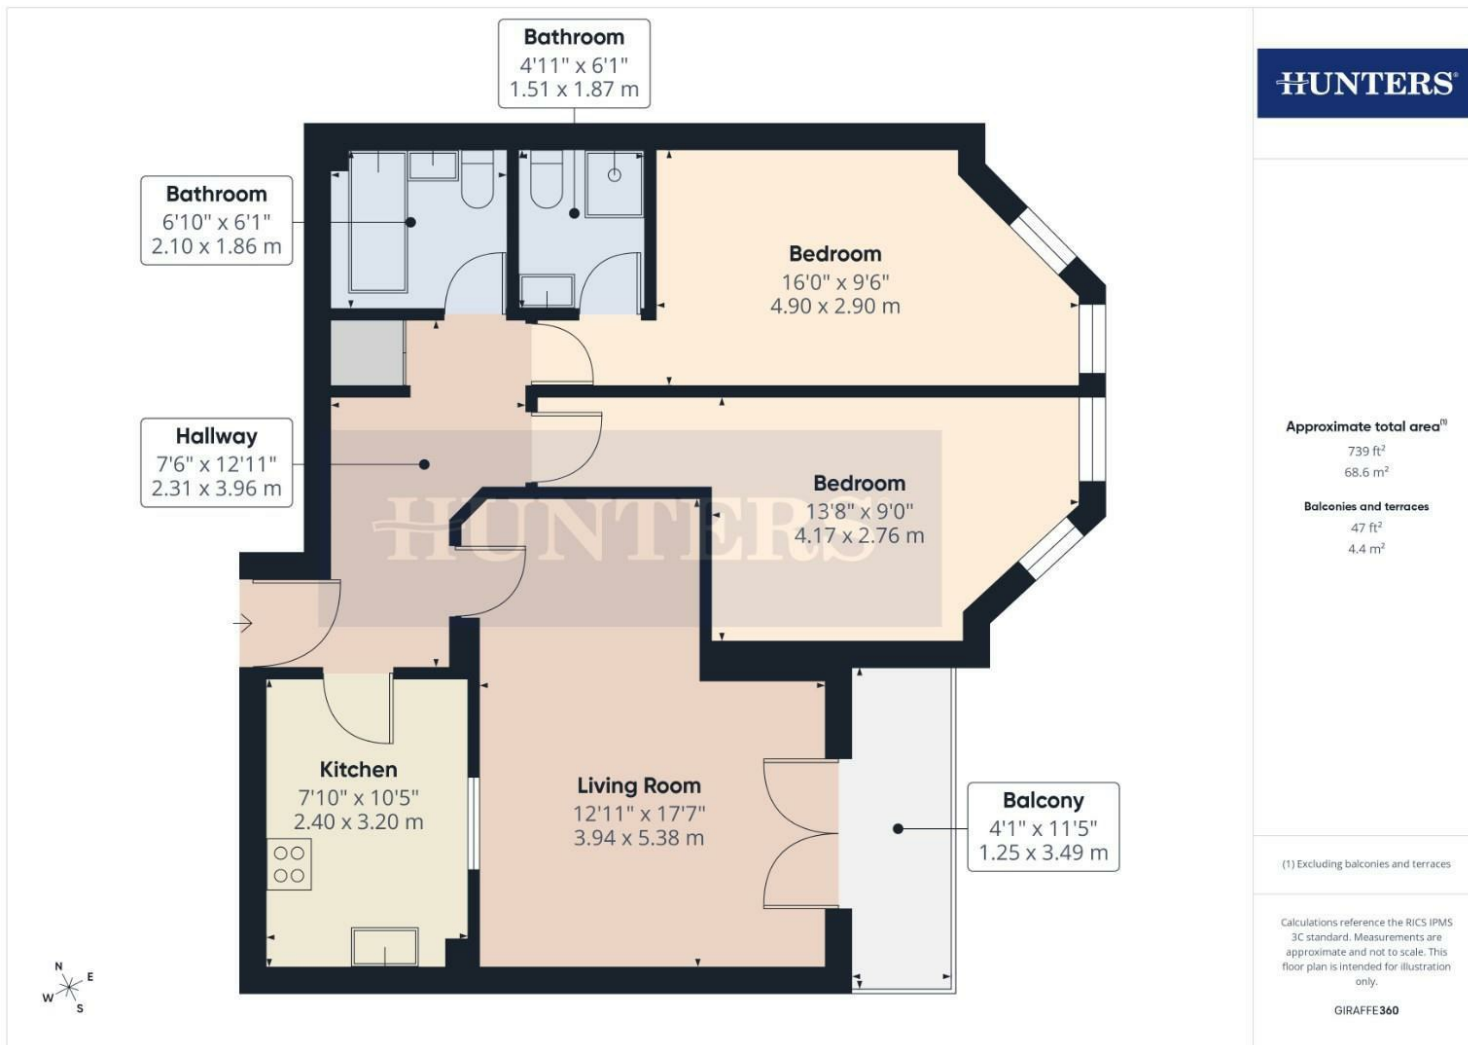 Bathroom
4'11" x 6'1"
1.51 x 1.87 m
HUNTERS®
Bathroom
6'10" x 6'1"
2.10 x 1.86 m
Bedroom
16'0" x 9'6"
4.90 x 2.90 m
Hallway
7'6" x 12'11"
2.31 x 3.96 m
HUNTERS
Bedroom
13'8" x 9'0"
4.17 x 2.76 m
Kitchen
7'10" x 10'5"
2.40 x 3.20 m
Living Room
12'11" x 17'7"
3.94 x 5.38 m
Balcony
4'1" x 11'5"
1.25 x 3.49 m
N
E
W
S
Approximate total area(1)
739 ft²
68.6 m²
Balconies and terraces
47 ft²
4.4 m²
(1) Excluding balconies and terraces
Calculations reference the RICS IPMS
3C standard. Measurements are
approximate and not to scale. This
floor plan is intended for illustration
only.
GIRAFFE360